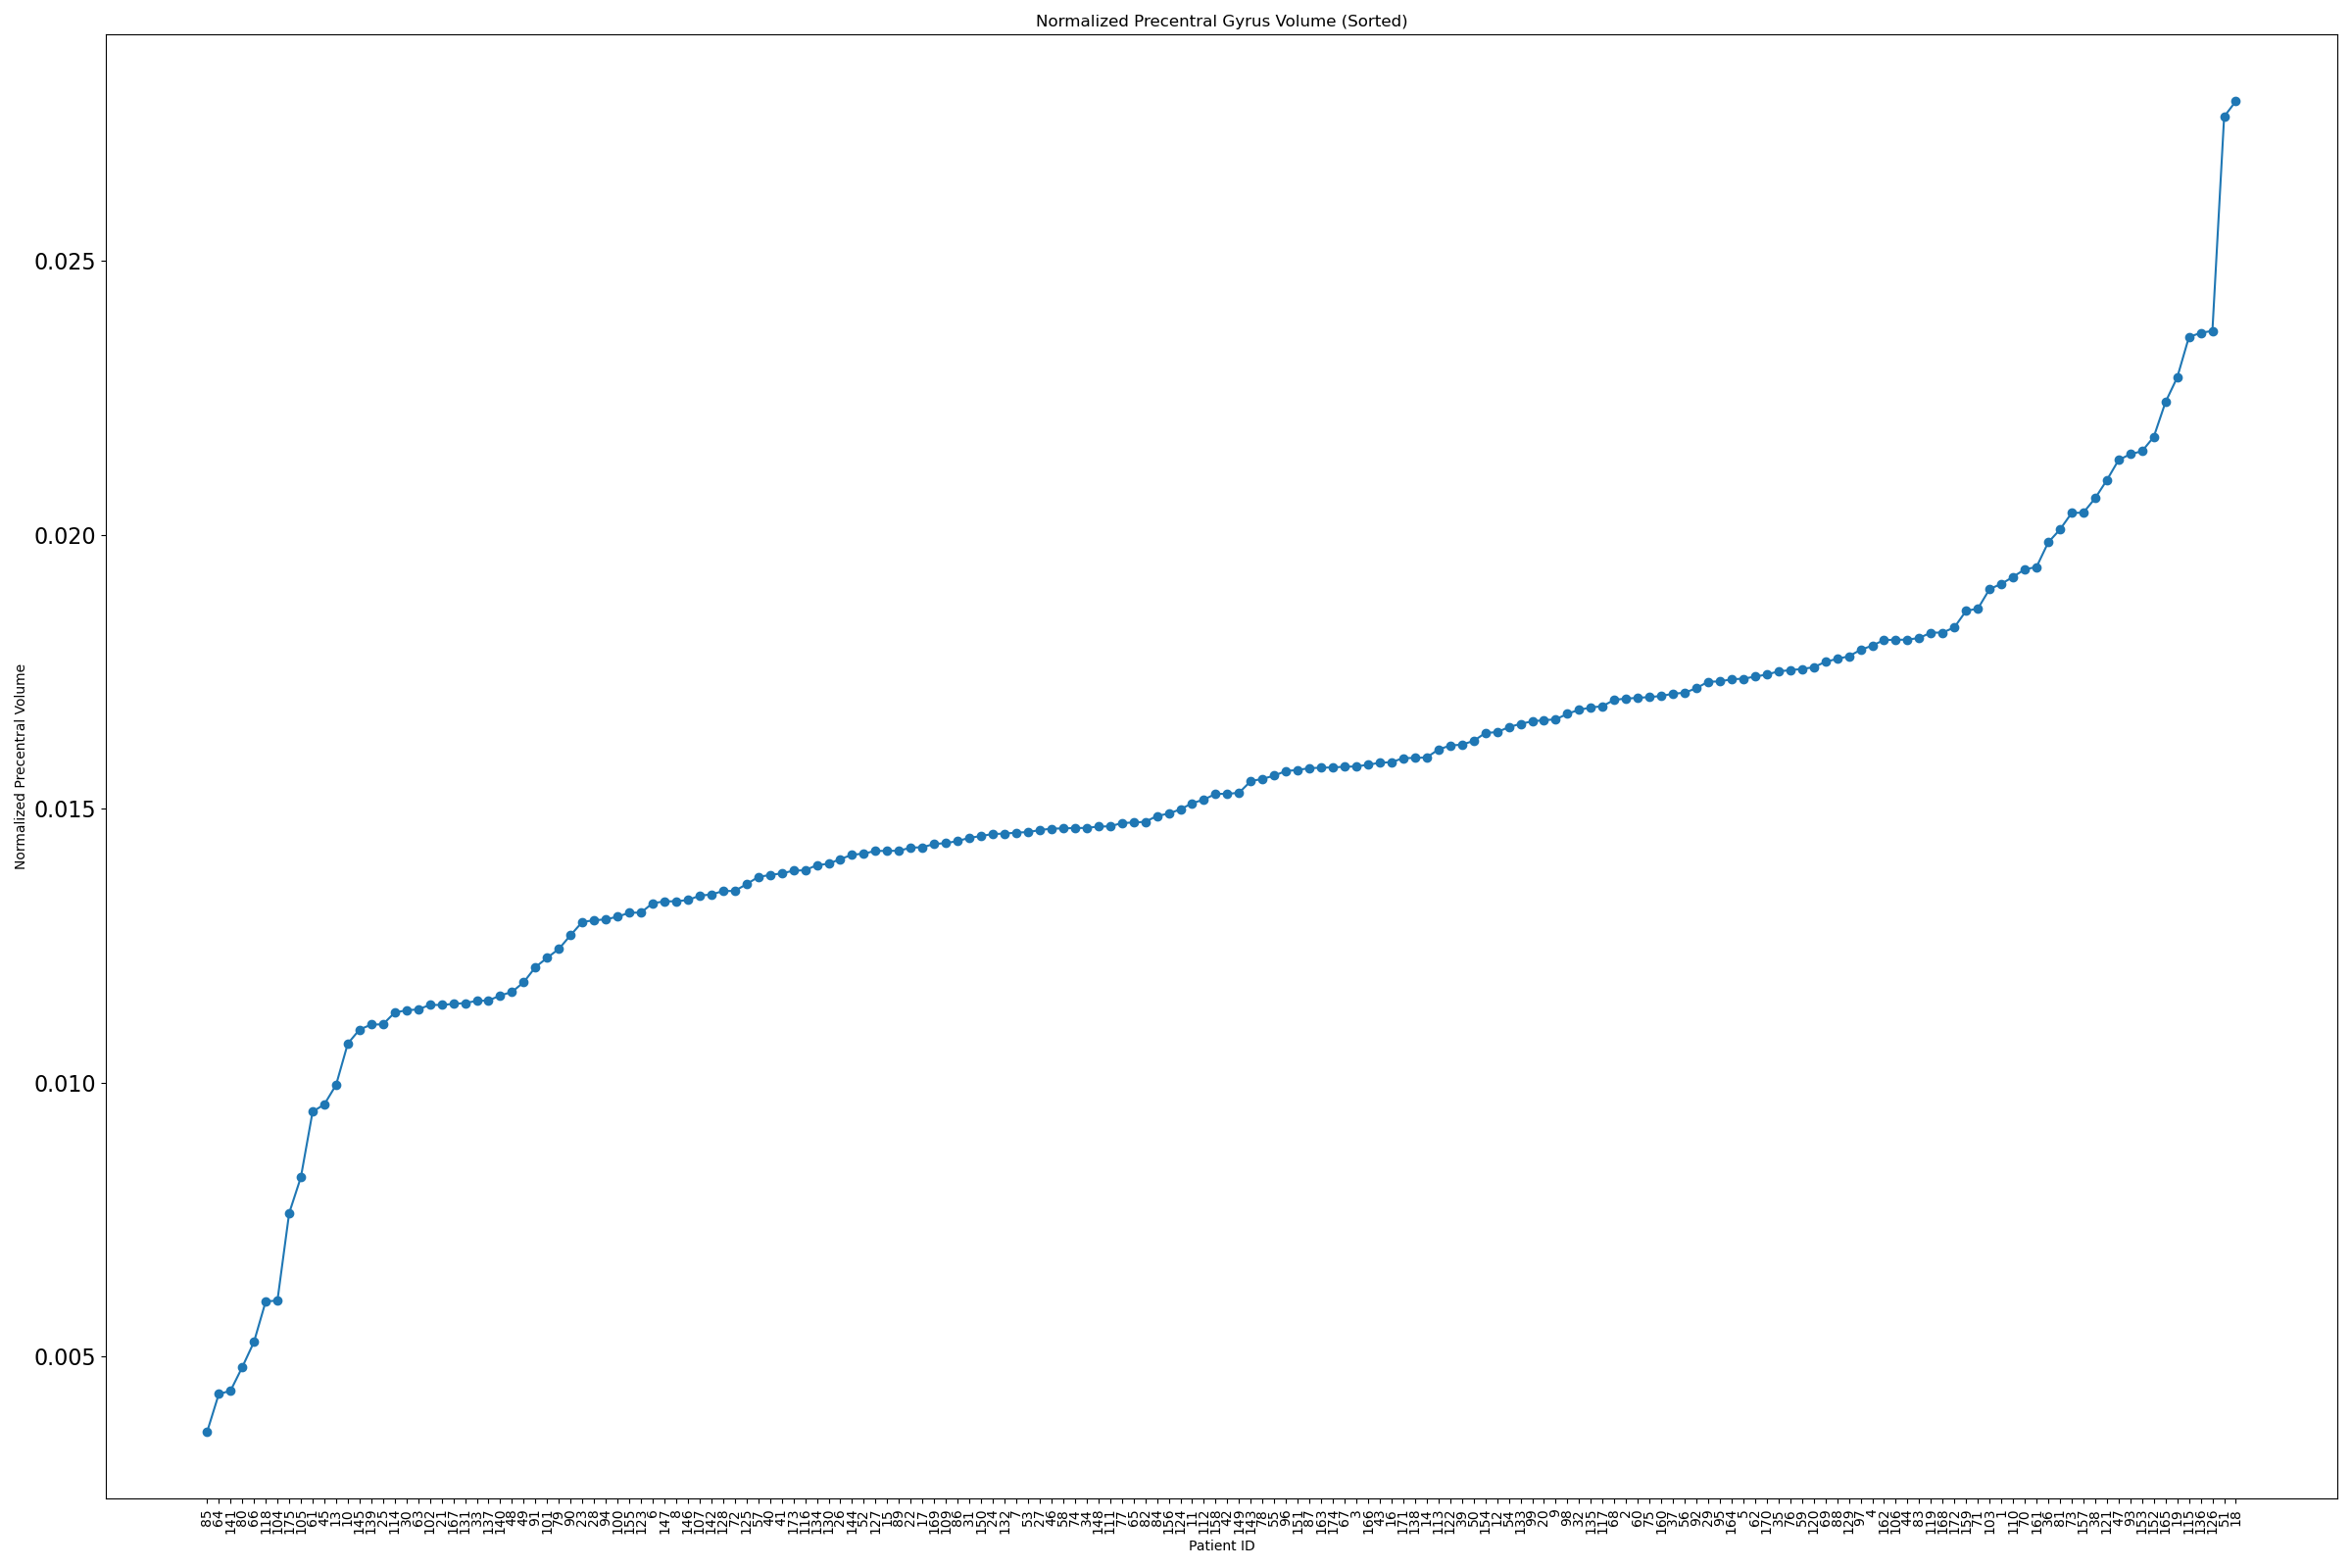 Normalized Precentral Gyrus Volume (Sorted)
Normalized Precentral Volume
0.025
0.020
0.015
0.010
0.005
85 64 141 80 66 118 104 175 105 61 45 13 10 145 139 25 114 30 63 102 21 167 131 33 137 140 48 49 91 101 79 90 23 28 94 100 155 123 6 147 8 146 107 142 128 72 125 57 40 41 173 116 134 130 26 144 52 127 15 89 22 17 169 109 86 31 150 24 132 7 53 27 46 58 74 34 148 111 77 65 82 84 156 124 11 112 158 42 149 143 78 55 96 151 87 163 174 67 3 166 43 16 171 138 14 113 122 39 50 154 12 54 133 99 20 9 98 32 135 117 68 2 60 75 160 37 56 92 29 95 164 5 62 170 35 76 59 120 69 88 129 97 4 162 106 44 83 119 168 172 159 71 103 1 110 70 161 36 81 73 157 38 121 47 93 153 152 165 19 115 136 126 51 18
Patient ID